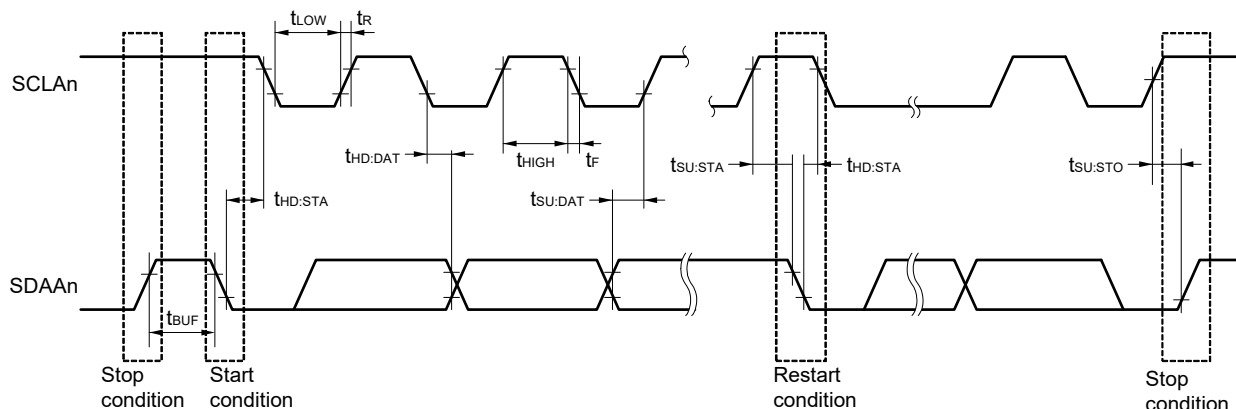 tLOW tR
SCLAn
tHD:DAT tHIGH tF tSU:STA tHD:STA tSU:STO
tHD:STA tSU:DAT
SDAAn
tBUF
Stop condition
Start condition
Restart condition
Stop condition